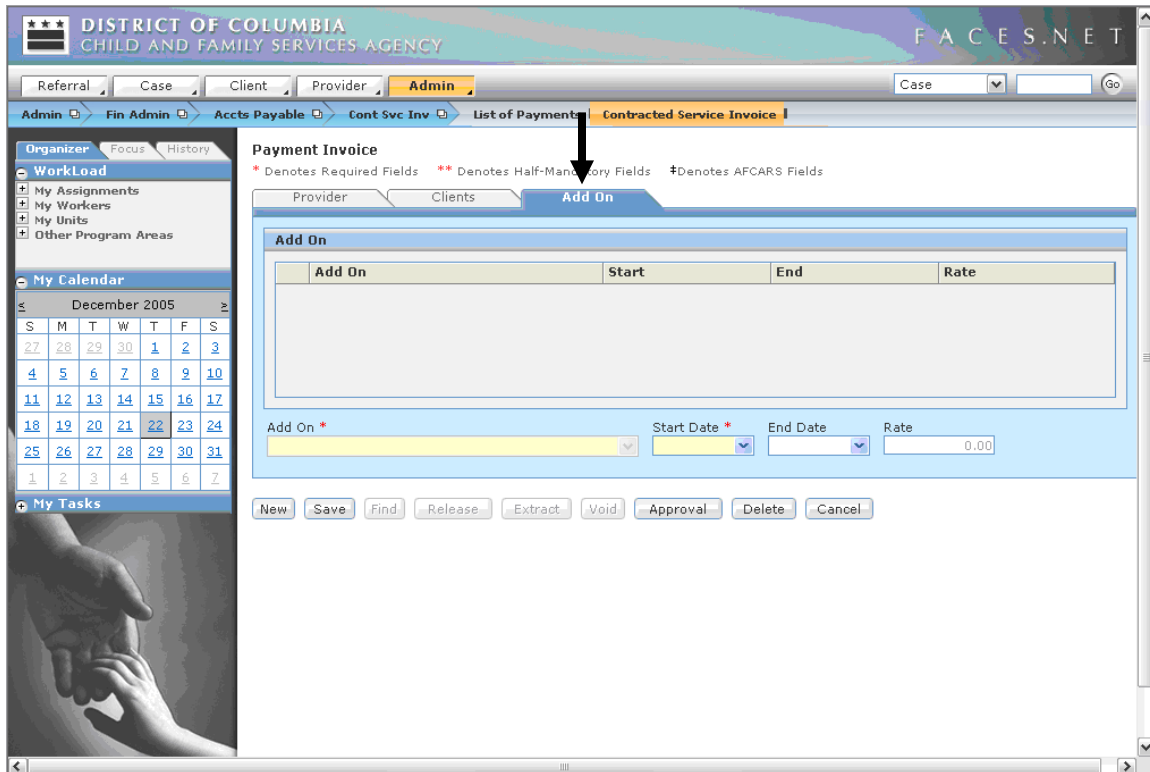 DISTRICT OF COLUMBIA
CHILD AND FAMILY SERVICES AGENCY
FACES.NET
Referral Case Client Provider Admin Case Go
Admin Fin Admin Accts Payable Cont Svc Inv List of Payments Contracted Service Invoice
Organizer Focus History
WorkLoad
My Assignments
My Workers
My Units
Other Program Areas
My Calendar
< December 2005 >
S M T W T F S
27 28 29 30 1 2 3
4 5 6 7 8 9 10
11 12 13 14 15 16 17
18 19 20 21 22 23 24
25 26 27 28 29 30 31
1 2 3 4 5 6 7
My Tasks
Payment Invoice
* Denotes Required Fields ** Denotes Half-Mandatory Fields ‡Denotes AFCARS Fields
Provider Clients Add On
Add On
Add On Start End Rate
Add On * Start Date * End Date Rate
0.00
New Save Find Release Extract Void Approval Delete Cancel